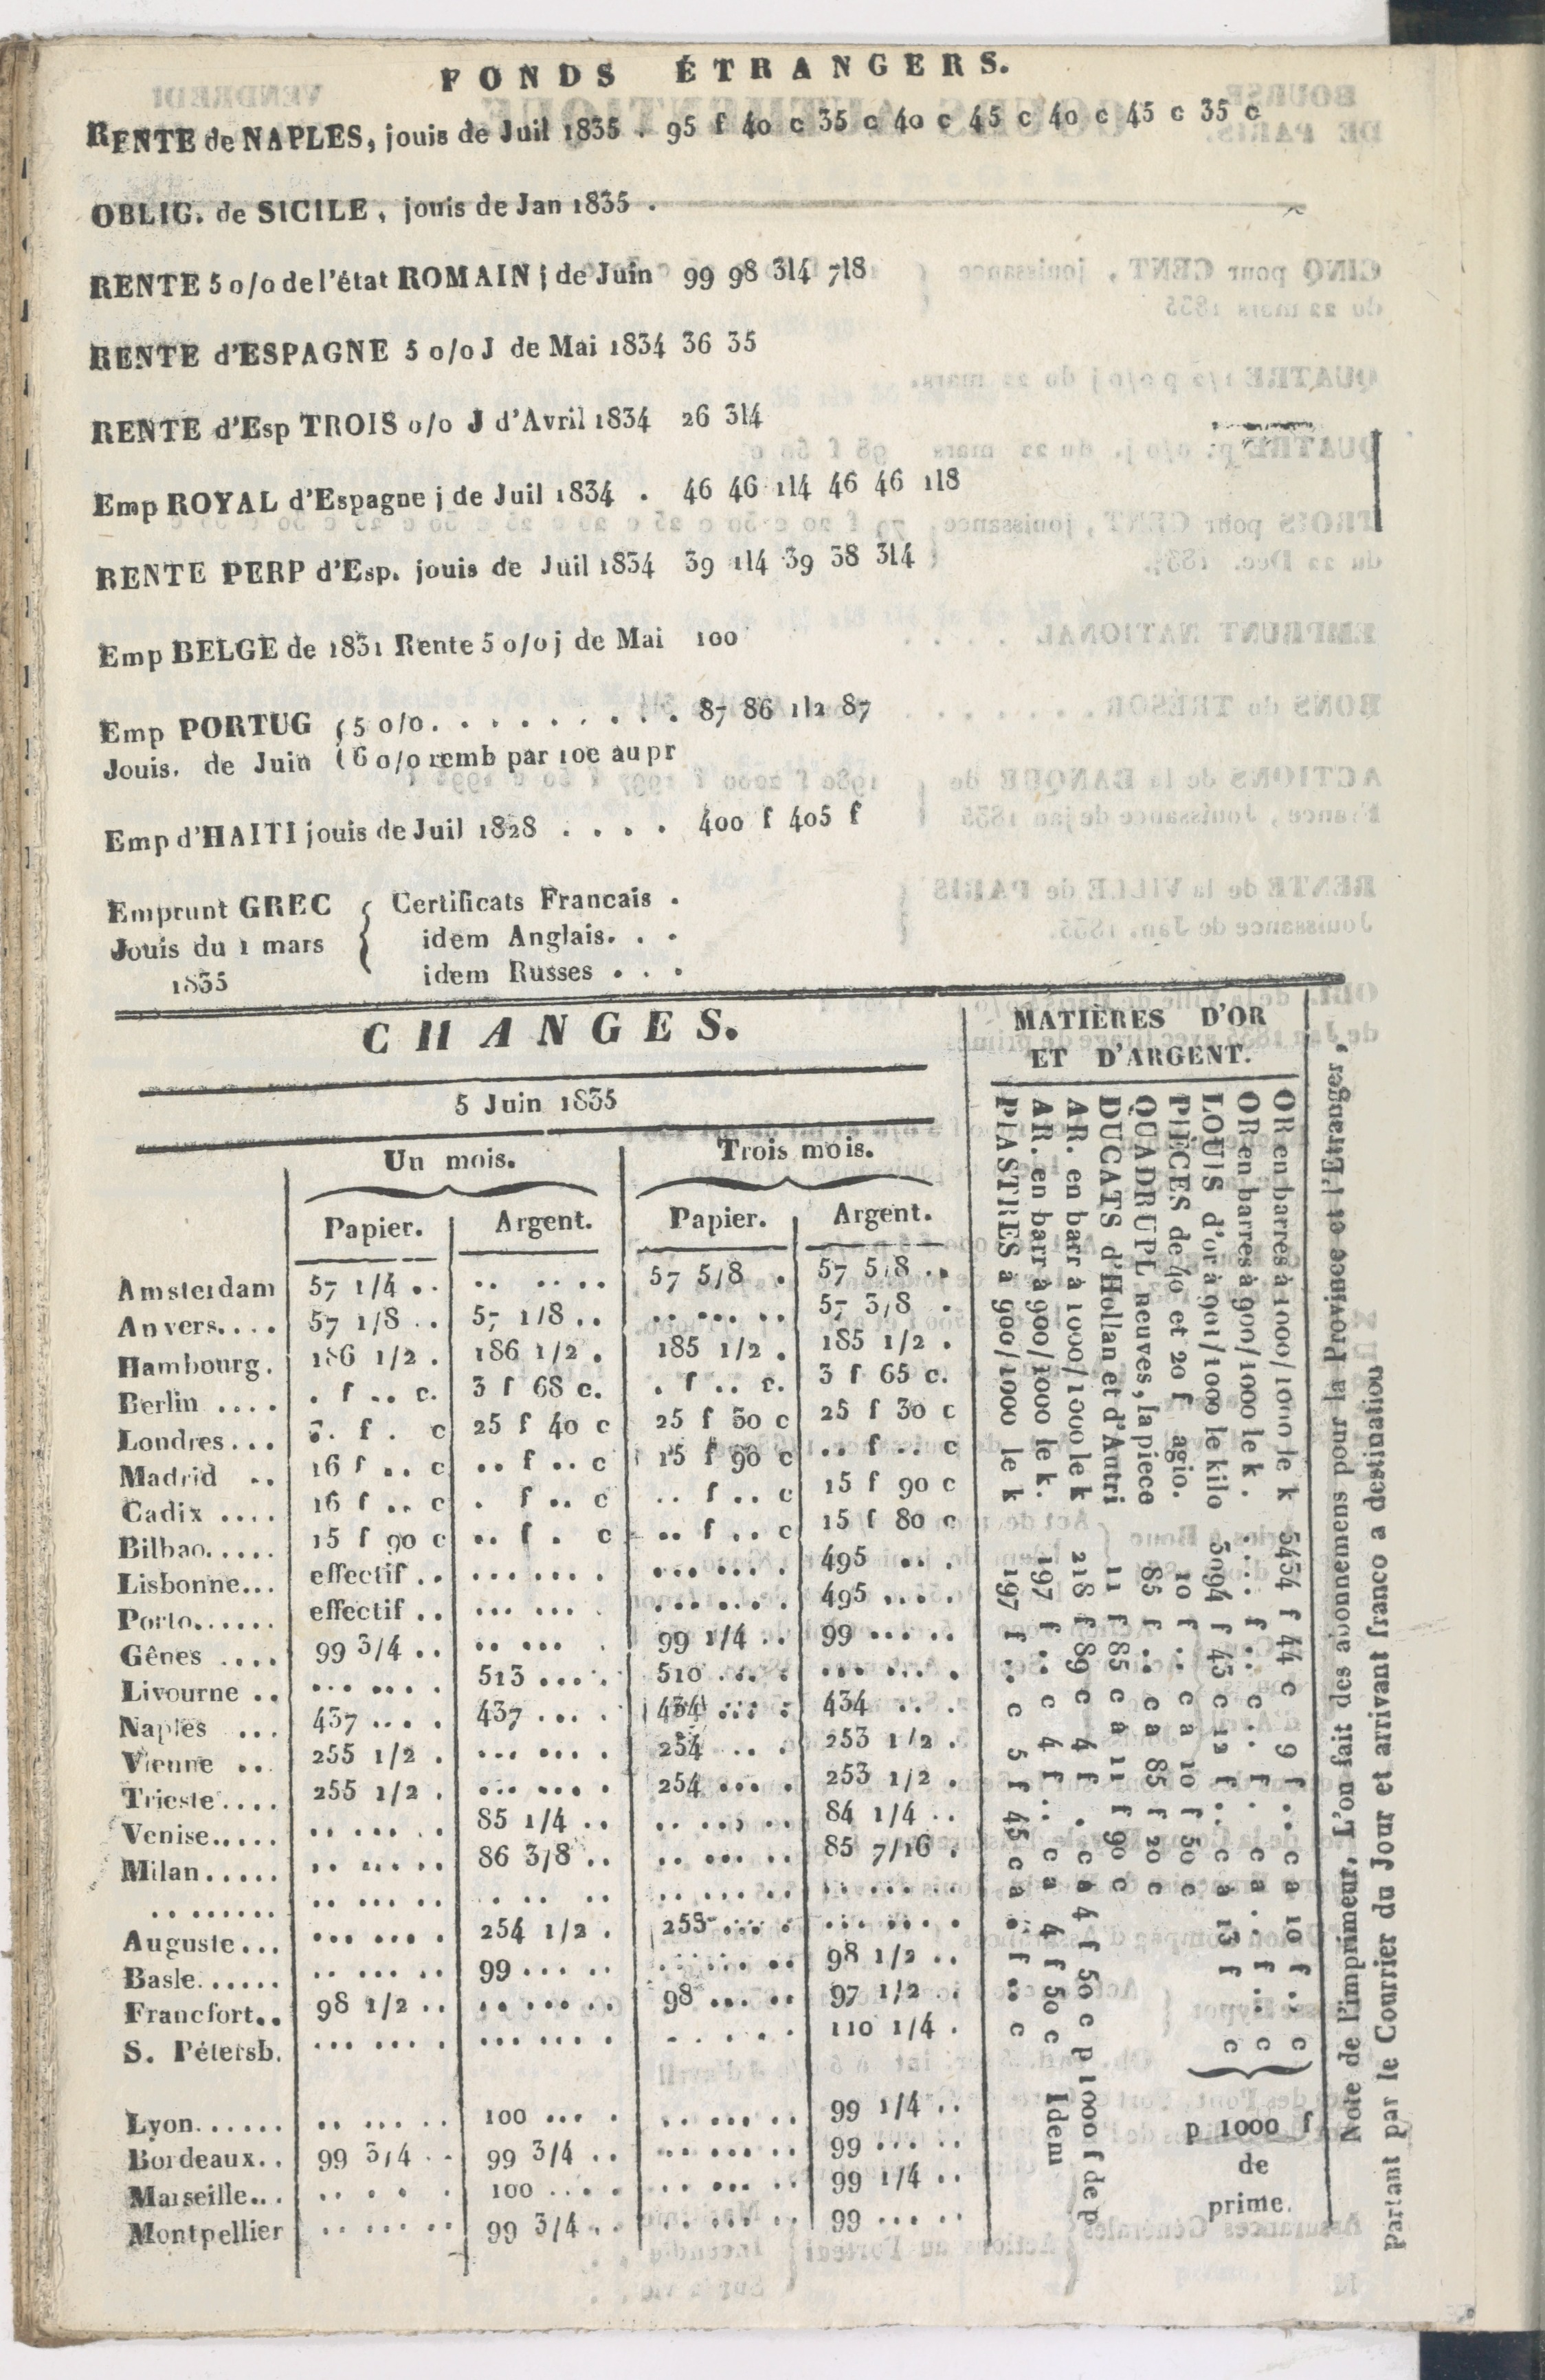 FONDS ÉTRANGERS.
RENTE de NAPLES, jouis de Juil 1835 . 95 f 40 c 35 c 40 c 45 c 40 c 45 c 35 c
OBLIG. de SICILE, jouis de Jan 1835 .
RENTE 5 o/o de l'état ROMAIN j de Juin 99 98 3l4 7l8
RENTE d'ESPAGNE 5 o/o J de Mai 1834 36 35
RENTE d'Esp TROIS o/o J d'Avril 1834 26 3l4
Emp ROYAL d'Espagne j de Juil 1834 . 46 46 1l4 46 46 1l8
RENTE PERP d'Esp. jouis de Juil 1834 39 1l4 39 38 3l4
Emp BELGE de 1831 Rente 5 o/o j de Mai 100
Emp PORTUG ( 5 o/o. . . . . . . . . 87 86 1l2 87
Jouis. de Juin ( 6 o/o remb par 10e au pr
Emp d'HAITI jouis de Juil 1828 . . . . 400 f 405 f
Emprunt GREC { Certificats Francais .
Jouis du 1 mars idem Anglais. . .
1835 idem Russes . . .
CHANGES.
5 Juin 1835
Un mois. Trois mois.
Papier. Argent. Papier. Argent.
Amsterdam 57 1/4 .. .. .. .. 57 5/8 . 57 5/8 ..
Anvers.... 57 1/8 .. 57 1/8 .. .. ... .. 57 3/8 .
Hambourg. 186 1/2 . 186 1/2 . 185 1/2 . 185 1/2 .
Berlin .... . f .. c. 3 f 68 c. . f .. c. 3 f 65 c.
Londres... . f . c 25 f 40 c 25 f 30 c 25 f 30 c
Madrid .. 16 f .. c .. f .. c 15 f 90 c .. f .. c
Cadix .... 16 f .. c . f .. c .. f .. c 15 f 90 c
Bilbao..... 15 f 90 c .. f . c .. f .. c 15 f 80 c
Lisbonne... effectif .. ... .... ... .... 495 .. .
Porto...... effectif .. ... ... . ... .... 495 ....
Gênes .... 99 3/4 .. .. ... . 99 1/4 .. 99 ... ..
Livourne .. ... ... . 513 .... . 510 .... . ... ... .
Naples ... 437 ... . 437 ... . 434 ... . 434 .. .
Vienne .. 255 1/2 . ... ... . 254 .. . 253 1/2 .
Trieste.... 255 1/2 . ... ... . 254 ... . 253 1/2 .
Venise..... .. ... .. 85 1/4 .. .. ... .. 84 1/4 ..
Milan..... .. ... .. 86 3/8 .. .. ... .. 85 7/16 .
.. ...... .. ... .. . .. .. .. ... .. .. ... ..
Auguste... ... ... . 254 1/2 . 253 ... . ... ... .
Basle...... .. ... .. 99 ... .. .. ... .. 98 1/2 ..
Francfort.. 98 1/2 .. .. ... .. 98 ... .. 97 1/2 ..
S. Pétersb. ... ... . ... ... . . . . . . 110 1/4 .
Lyon...... .. ... .. 100 ... . .. ... .. 99 1/4 ..
Bordeaux.. 99 3/4 .. 99 3/4 .. .. ... .. 99 ... ..
Marseille... .. . . . 100 .. .. .. ... .. 99 1/4 ..
Montpellier .. ... .. 99 3/4 .. .. ... .. 99 ... ..
MATIÈRES D'OR
ET D'ARGENT.
OR en barres à 1000/1000 le k 3434 f 44 c 9 f .. c a 10 f .. c
OR en barres à 900/1000 le k . .... f .. c .. f . c a . f .. c
LOUIS d'or à 901/1000 le kilo 3094 f 43 c 12 f .. c a 13 f c
PIÈCES de 40 et 20 f agio. 10 f .. c a 10 f 50 c
QUADRUPL neuves, la piece 85 f .. c a 85 f 20 c
DUCATS d'Hollan et d'Autri 11 f 85 c a 11 f 90 c
AR. en barr à 1000/1000 le k 218 f 89 c 4 f . c a 4 f 50 c p 1000 f de p
AR. en barr à 900/1000 le k. 197 f .. c 4 f .. c a 4 f 50 c Idem
PIASTRES a 900/1000 le k 197 f .. c 5 f 45 c a .. f .. c
p 1000 f
de
prime.
Note de l'imprimeur, L'on fait des abonnemens pour la Province et l'Etranger,
Partant par le Courrier du Jour et arrivant franco a destination